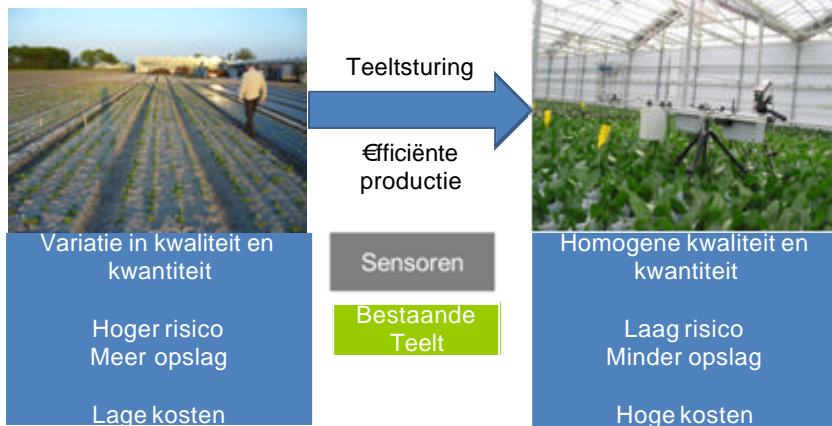 Teeltsturing
€fficiënte
productie
Variatie in kwaliteit en
kwantiteit
Hoger risico
Meer opslag
Lage kosten
Sensoren
Bestaande
Teelt
Homogene kwaliteit en
kwantiteit
Laag risico
Minder opslag
Hoge kosten